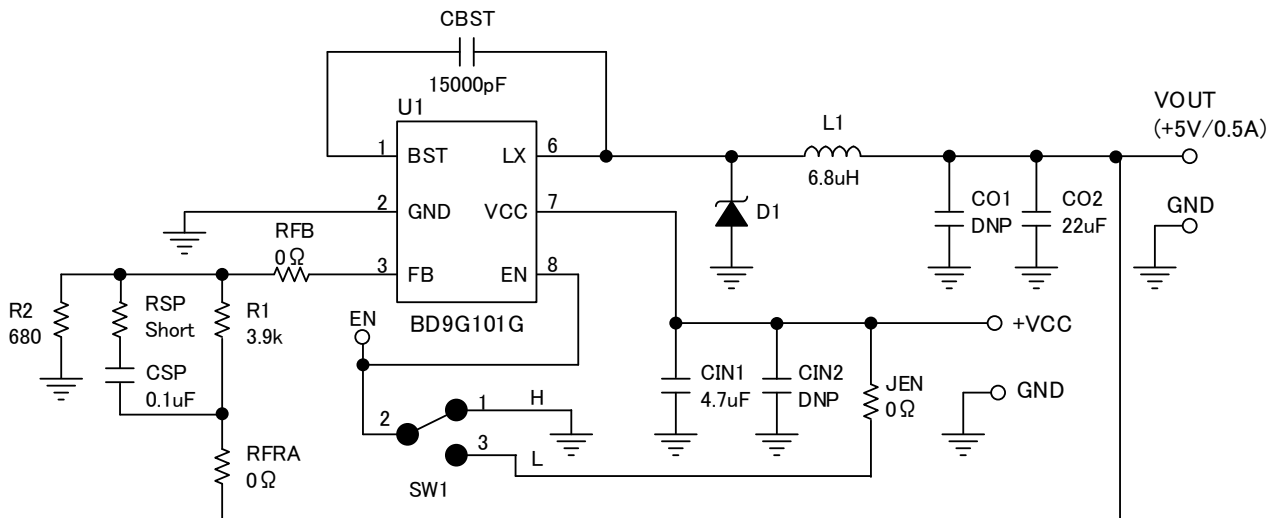 CBST
15000pF
U1
1 BST LX 6
2 GND VCC 7
3 FB EN 8
BD9G101G
L1
6.8uH
VOUT
(+5V/0.5A)
D1
CO1
DNP
CO2
22uF
GND
RFB
0Ω
R2
680
RSP
Short
R1
3.9k
CSP
0.1uF
RFRA
0Ω
EN
2
1 H
3 L
SW1
+VCC
CIN1
4.7uF
CIN2
DNP
JEN
0Ω
GND